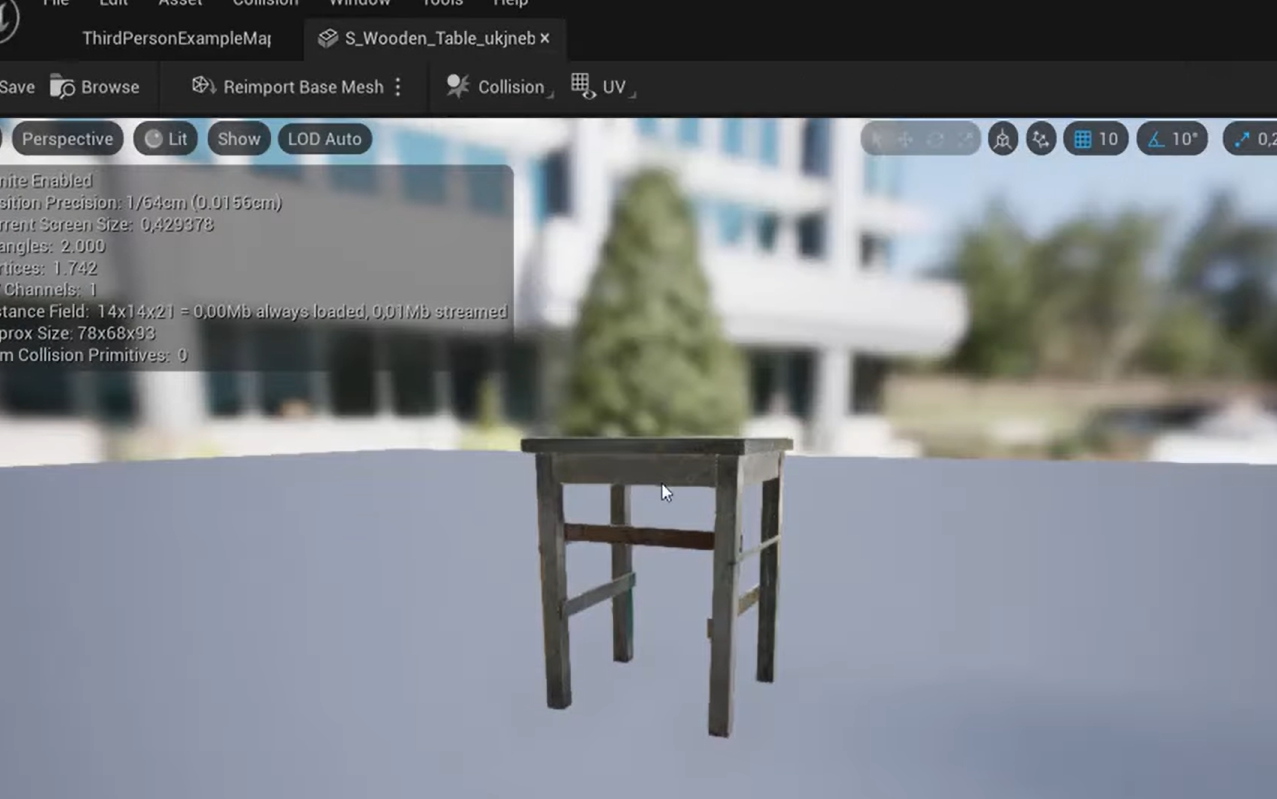 File Edit Asset Collision Window Tools Help
ThirdPersonExampleMap S_Wooden_Table_ukjneb ×
Save Browse Reimport Base Mesh Collision UV
Perspective Lit Show LOD Auto 10 10° 0,2
nite Enabled
sition Precision: 1/64cm (0.0156cm)
rrent Screen Size: 0,429378
angles: 2.000
rtices: 1.742
Channels: 1
stance Field: 14x14x21 = 0,00Mb always loaded, 0,01Mb streamed
prox Size: 78x68x93
m Collision Primitives: 0